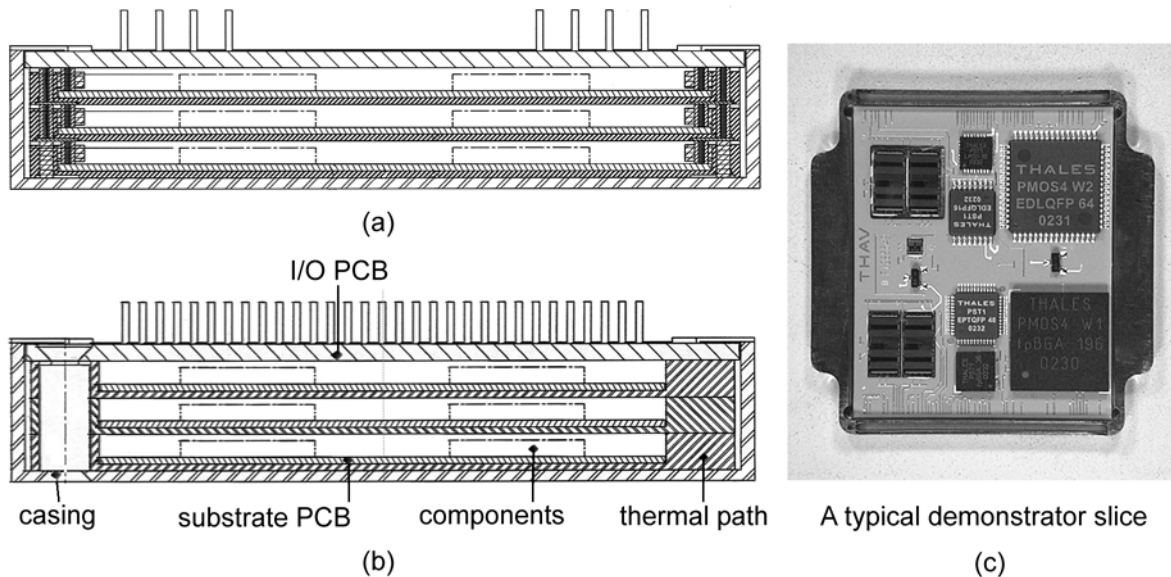 (a)
I/O PCB
casing
substrate PCB
components
thermal path
(b)
THALES
PMOS4 W2
EDLQFP 64
0231
THALES
PST1
EDLQFP16
0232
THAV
THALES
PST1
EPTQFP 48
0232
THALES
PMOS4 W1
fpBGA 196
0230
A typical demonstrator slice
(c)